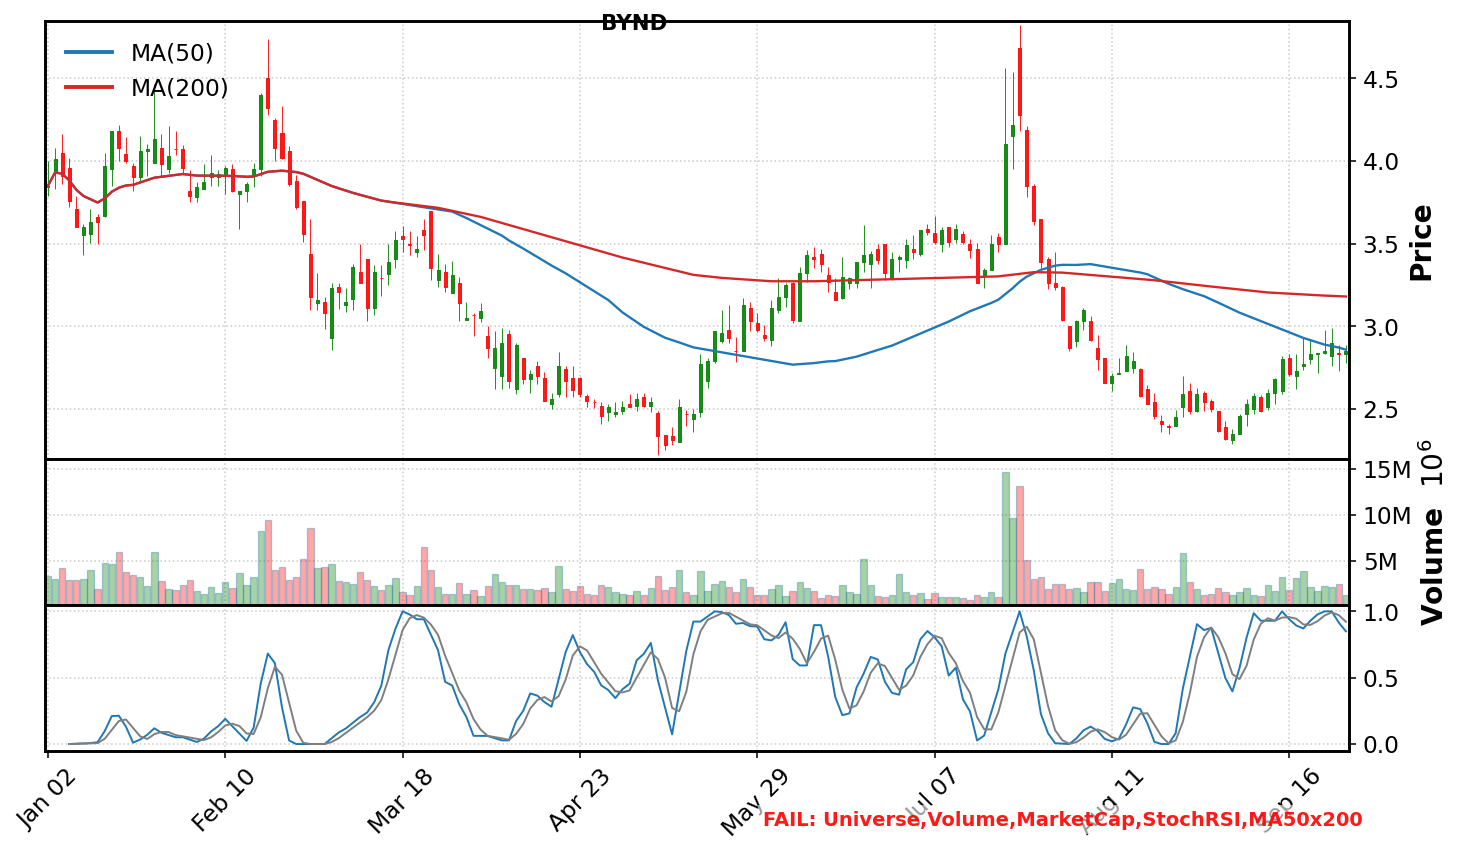 BYND
MA(50)
MA(200)
4.5
4.0
3.5
3.0
2.5
Price
15M
10M
5M
Volume 10⁶
1.0
0.5
0.0
Jan 02
Feb 10
Mar 18
Apr 23
May 29
Jul 07
Aug 11
Sep 16
FAIL: Universe,Volume,MarketCap,StochRSI,MA50x200